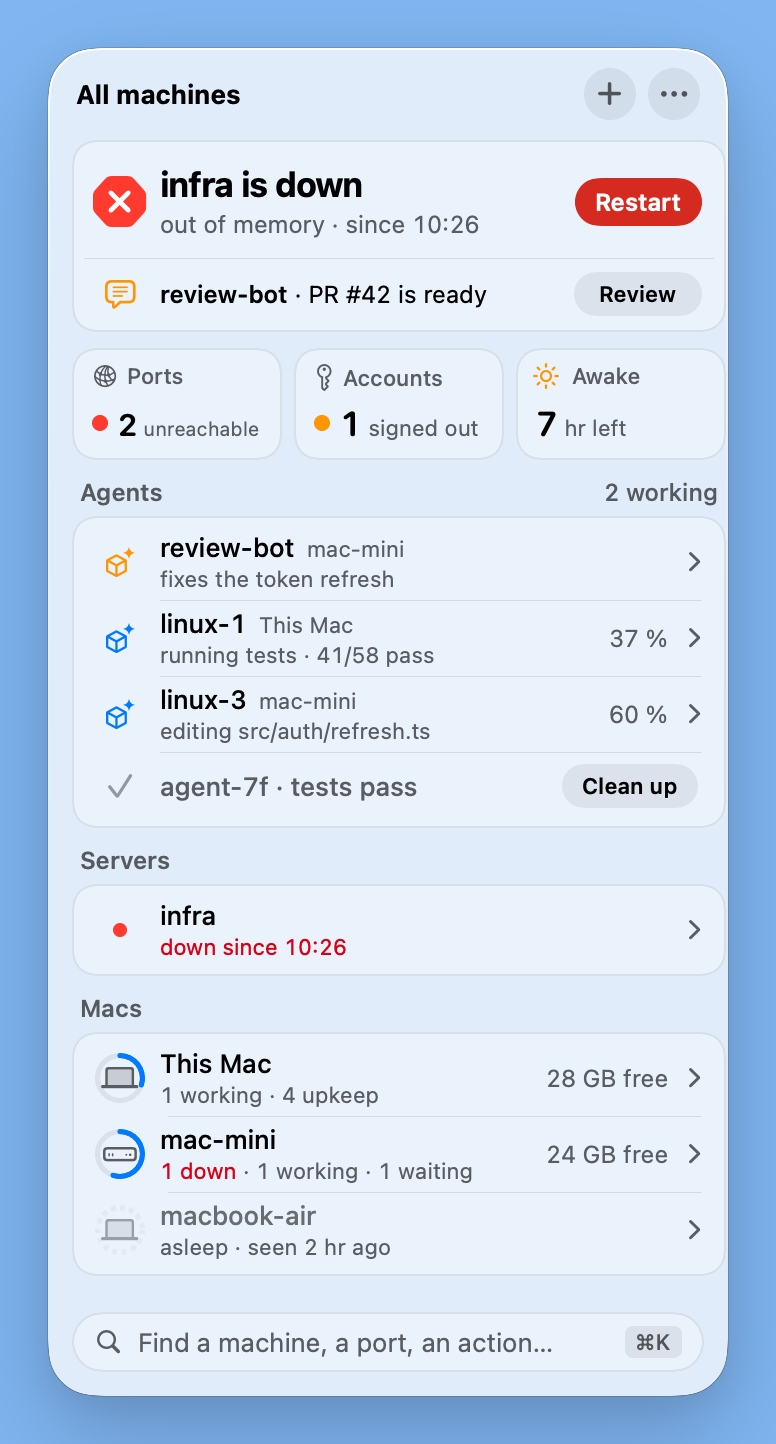 All machines
infra is down
out of memory · since 10:26
Restart
review-bot · PR #42 is ready
Review
Ports
2 unreachable
Accounts
1 signed out
Awake
7 hr left
Agents
2 working
review-bot mac-mini
fixes the token refresh
linux-1 This Mac
running tests · 41/58 pass
37 %
linux-3 mac-mini
editing src/auth/refresh.ts
60 %
agent-7f · tests pass
Clean up
Servers
infra
down since 10:26
Macs
This Mac
1 working · 4 upkeep
28 GB free
mac-mini
1 down · 1 working · 1 waiting
24 GB free
macbook-air
asleep · seen 2 hr ago
Find a machine, a port, an action...
⌘K